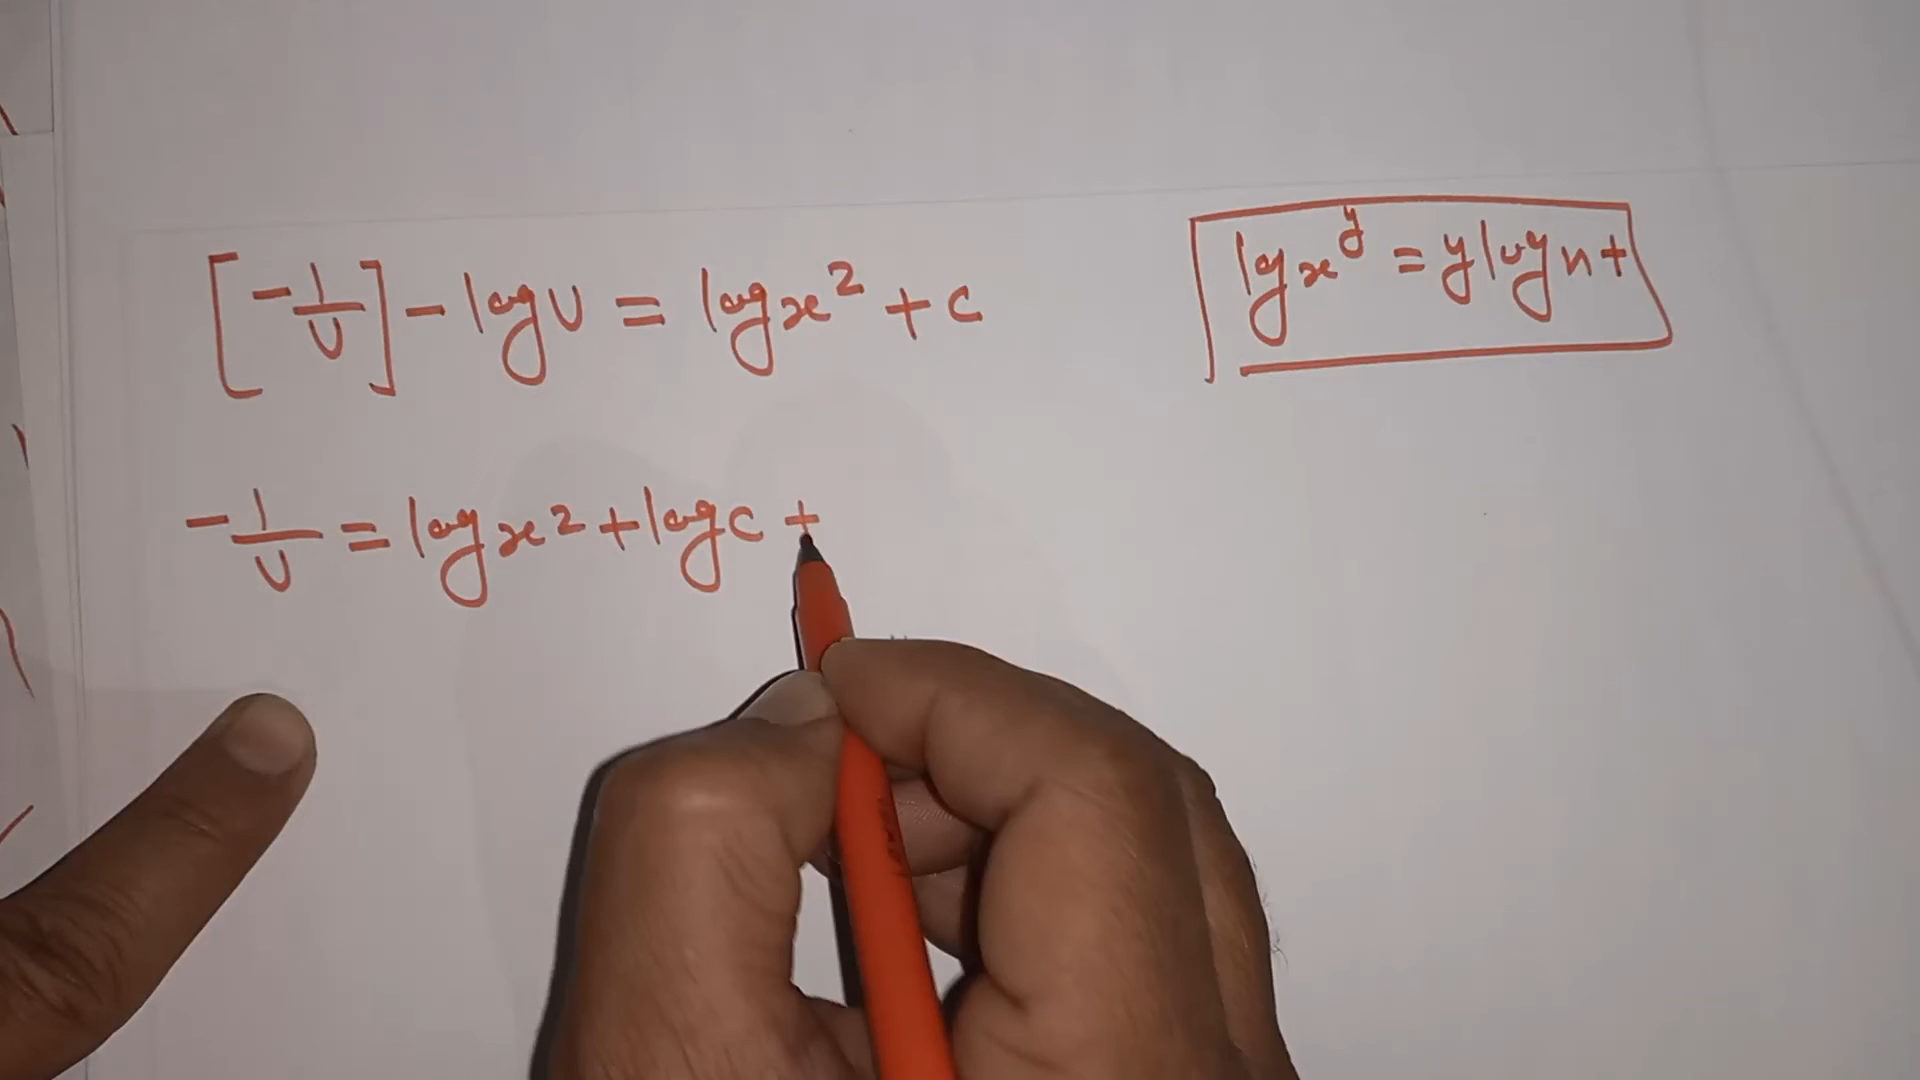 [-1/v] - log v = log x² + c
log x^y = y log n +
-1/v = log x² + log c +